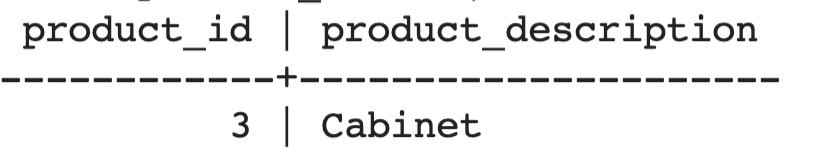 product_id | product_description
------------+---------------------
3 | Cabinet